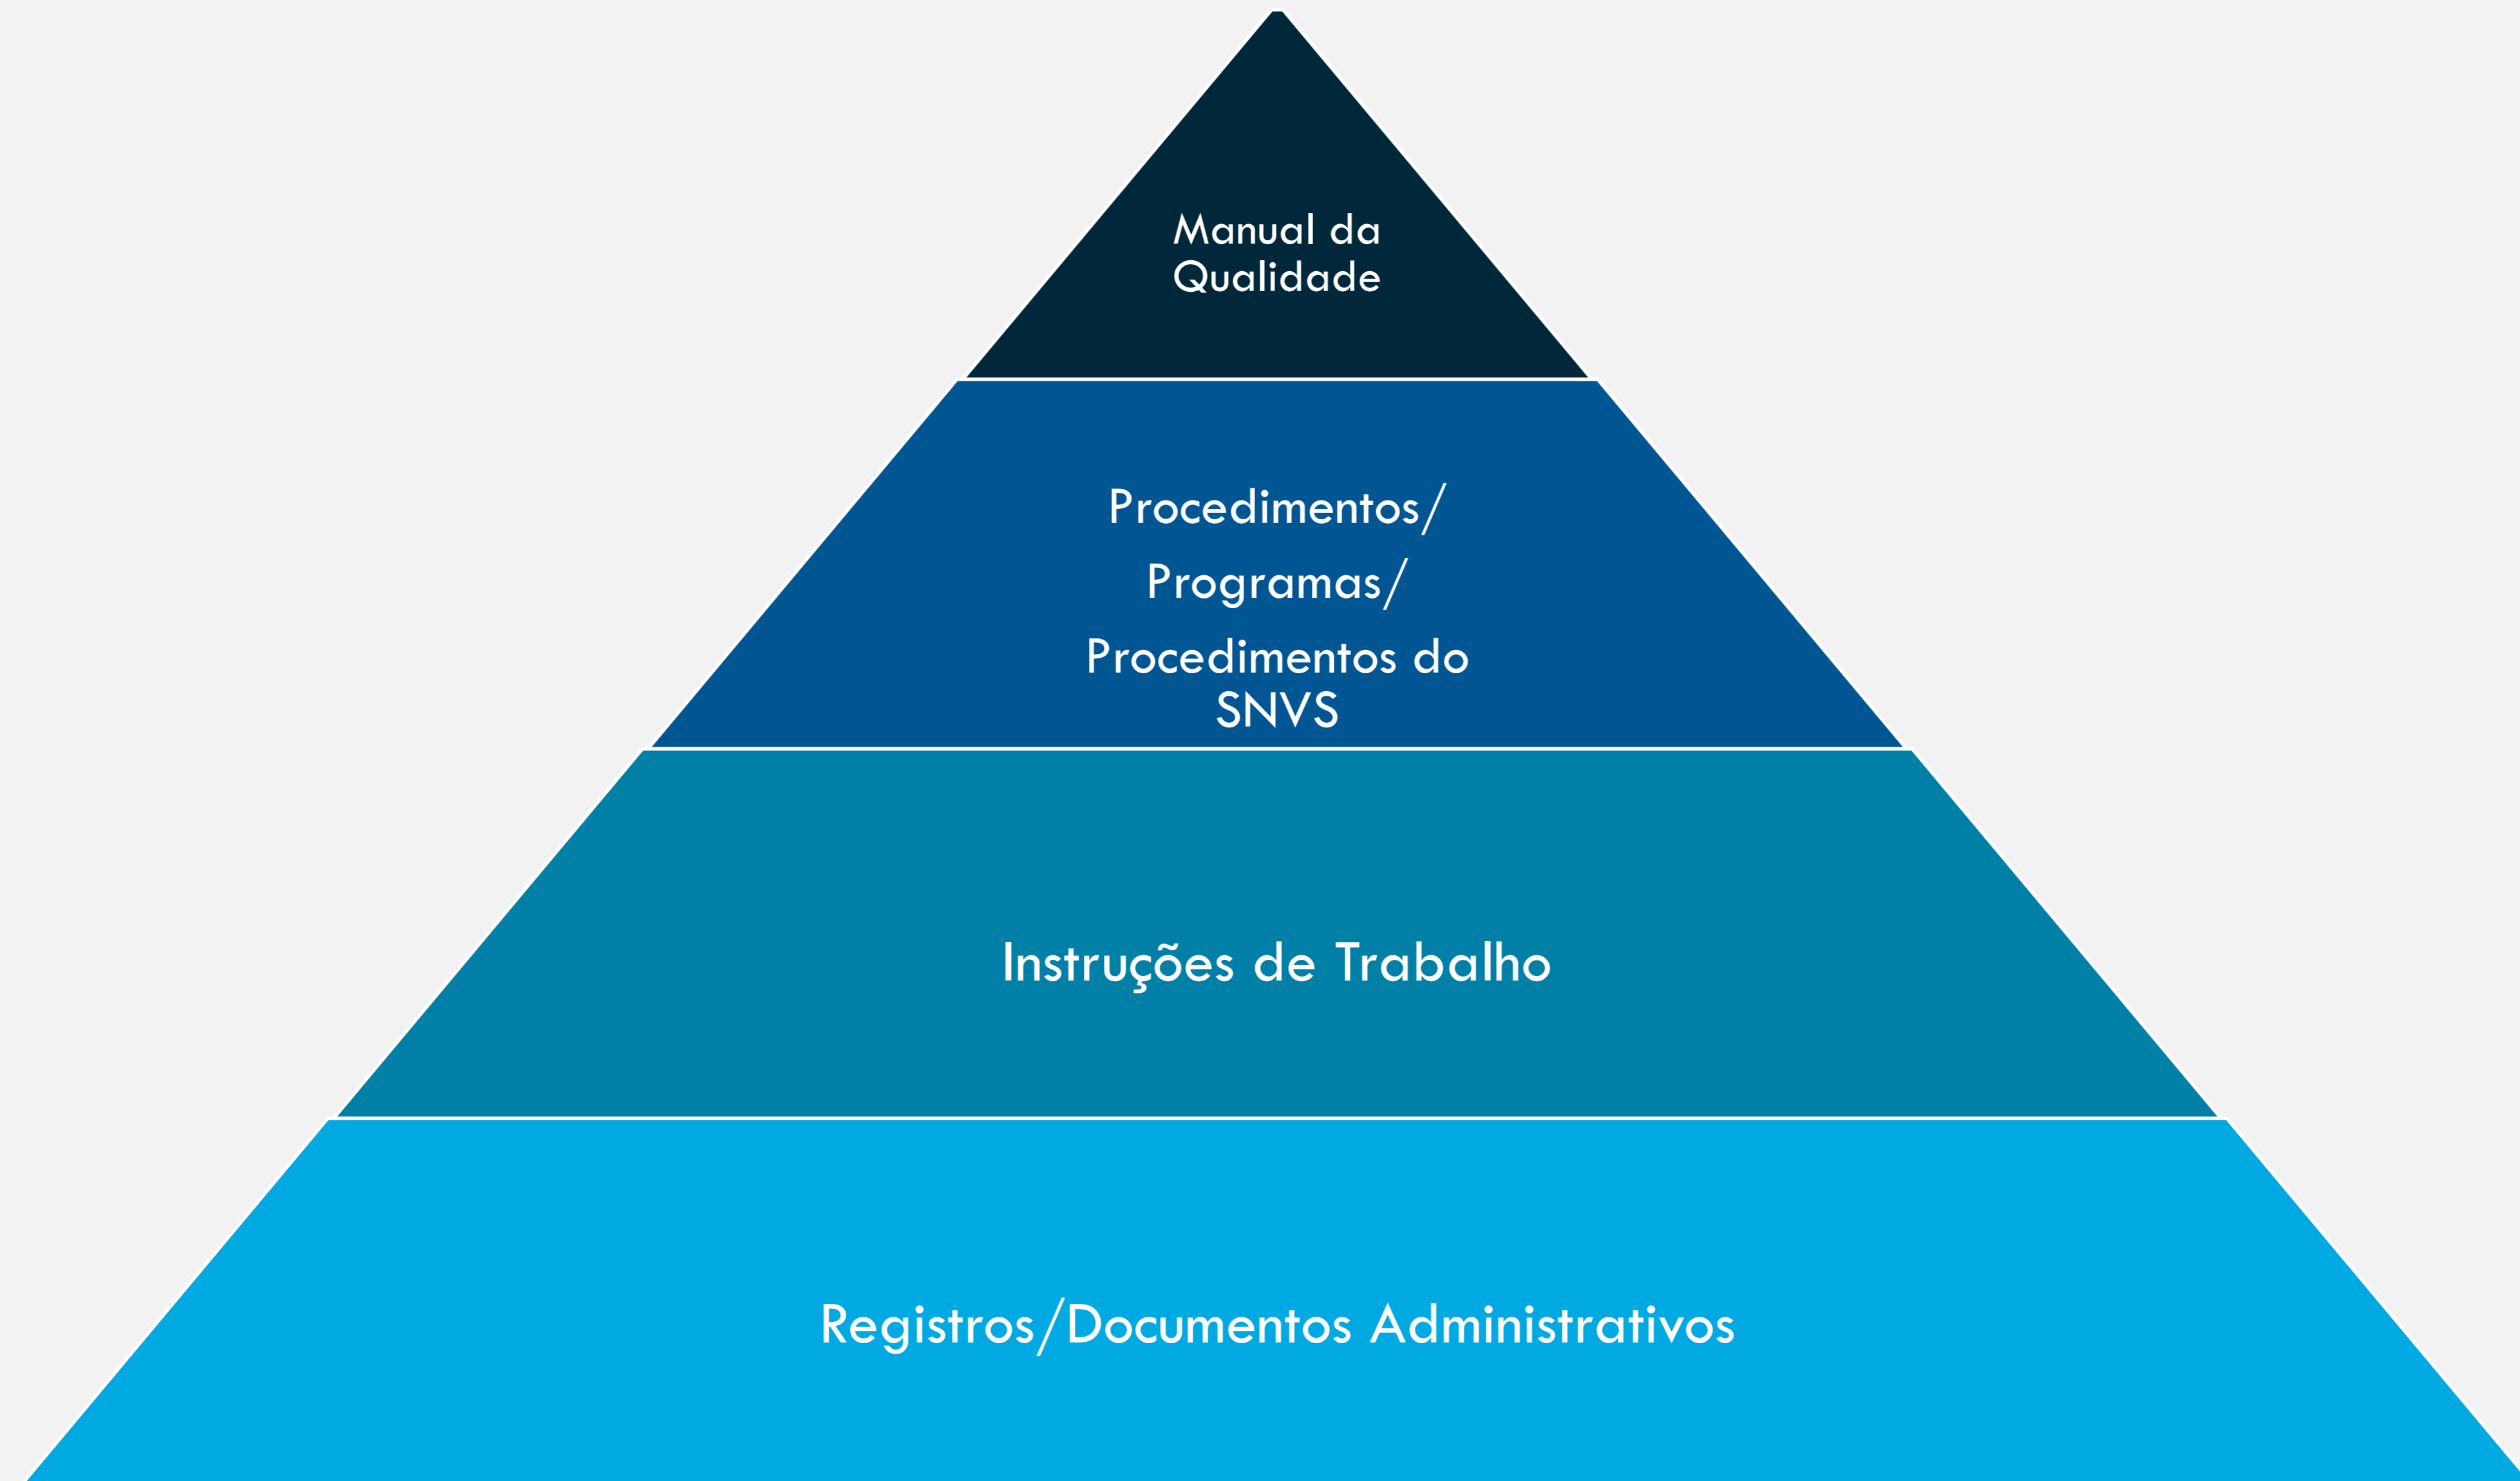 Manual da
Qualidade
Procedimentos/
Programas/
Procedimentos do
SNVS
Instruções de Trabalho
Registros/Documentos Administrativos